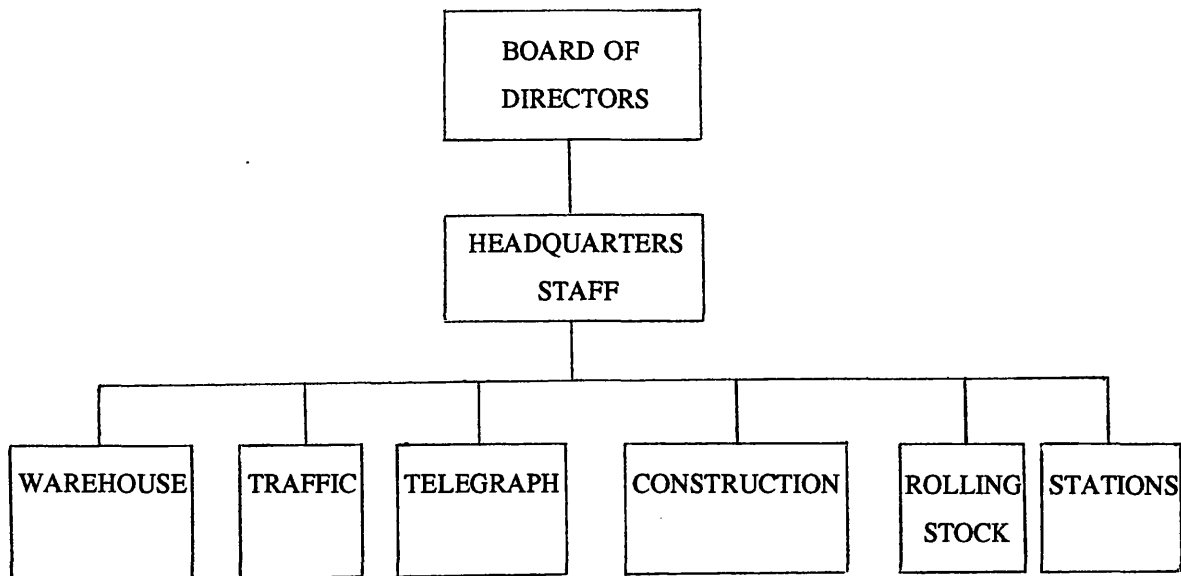 BOARD OF
DIRECTORS
HEADQUARTERS
STAFF
WAREHOUSE
TRAFFIC
TELEGRAPH
CONSTRUCTION
ROLLING
STOCK
STATIONS